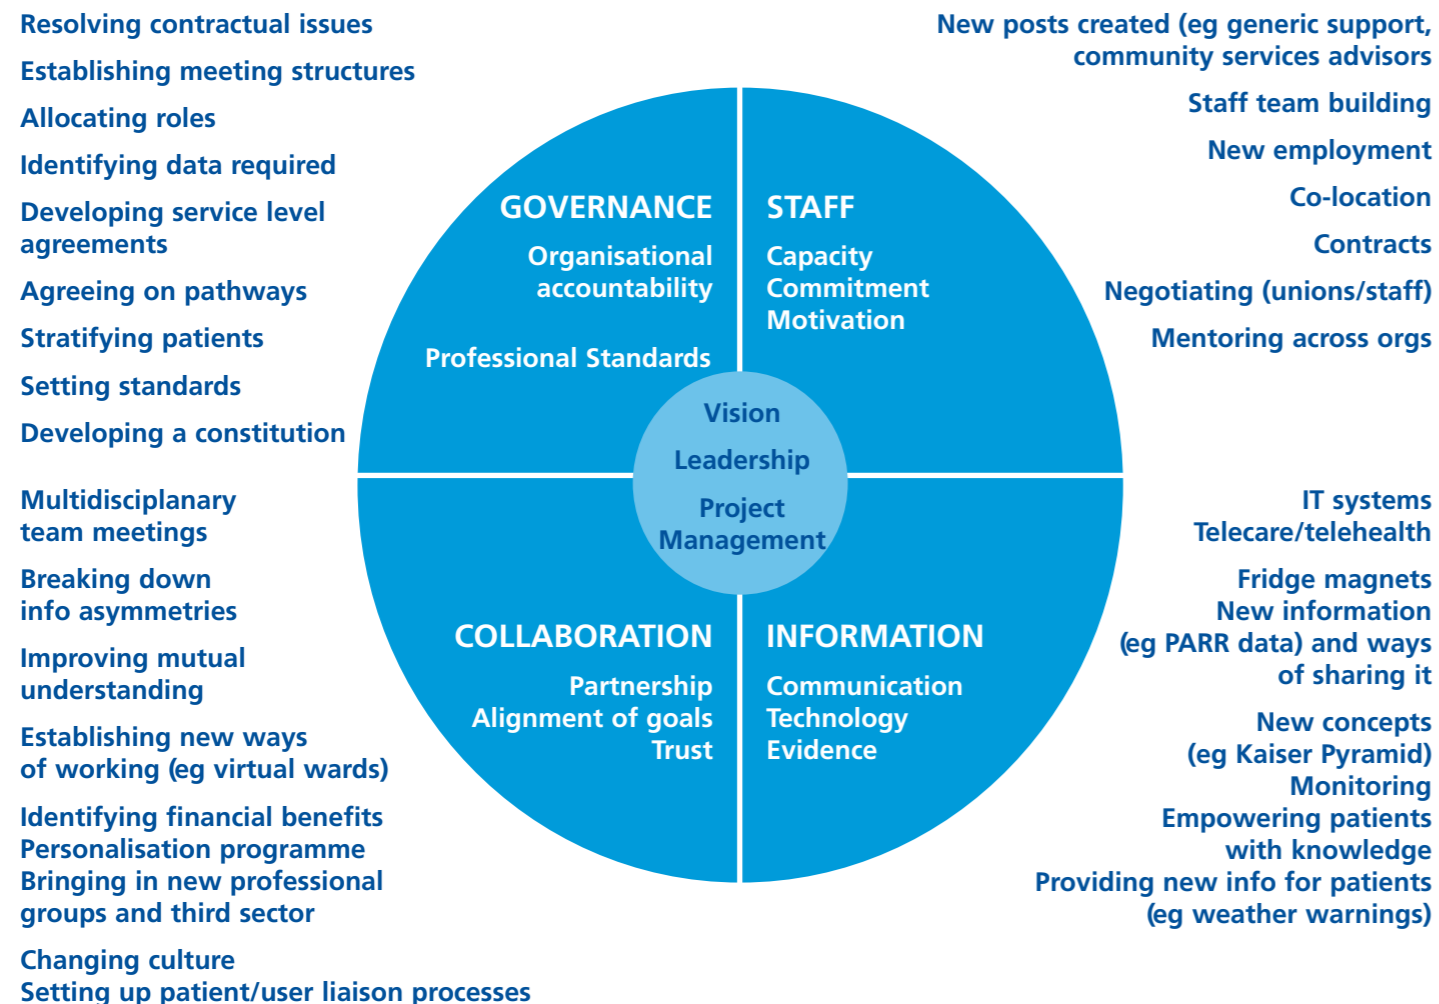 Resolving contractual issues
Establishing meeting structures
Allocating roles
Identifying data required
Developing service level
agreements
Agreeing on pathways
Stratifying patients
Setting standards
Developing a constitution
New posts created (eg generic support,
community services advisors
Staff team building
New employment
Co-location
Contracts
Negotiating (unions/staff)
Mentoring across orgs
GOVERNANCE
Organisational
accountability
Professional Standards
STAFF
Capacity
Commitment
Motivation
Vision
Leadership
Project
Management
COLLABORATION
Partnership
Alignment of goals
Trust
INFORMATION
Communication
Technology
Evidence
Multidisciplanary
team meetings
Breaking down
info asymmetries
Improving mutual
understanding
Establishing new ways
of working (eg virtual wards)
Identifying financial benefits
Personalisation programme
Bringing in new professional
groups and third sector
Changing culture
Setting up patient/user liaison processes
IT systems
Telecare/telehealth
Fridge magnets
New information
(eg PARR data) and ways
of sharing it
New concepts
(eg Kaiser Pyramid)
Monitoring
Empowering patients
with knowledge
Providing new info for patients
(eg weather warnings)